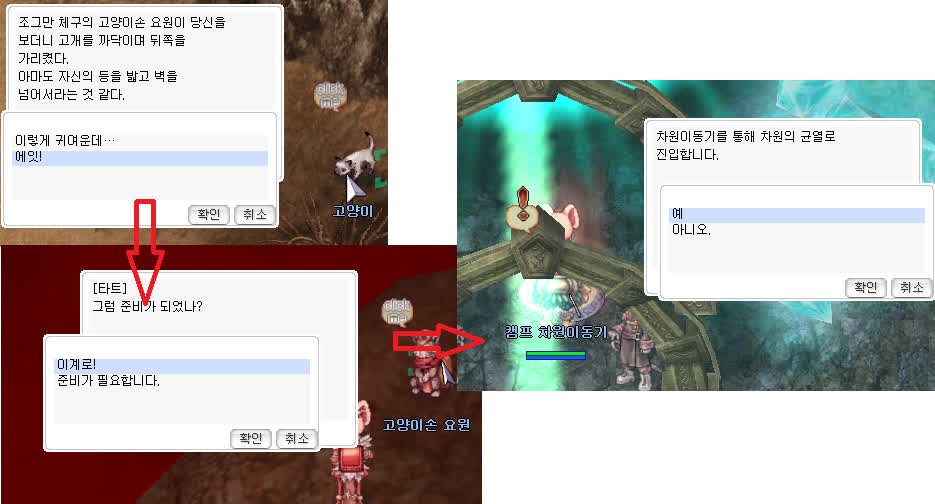 조그만 체구의 고양이손 요원이 당신을
보더니 고개를 까닥이며 뒤쪽을
가리켰다.
아마도 자신의 등을 밟고 벽을
넘어서라는 것 같다.
click
me
이렇게 귀여운데…
에잇!
확인 취소
고양이
[타트]
그럼 준비가 되었나?
click
me
이계로!
준비가 필요합니다.
확인 취소
고양이손 요원
차원이동기를 통해 차원의 균열로
진입합니다.
예
아니오.
확인 취소
캠프 차원이동기